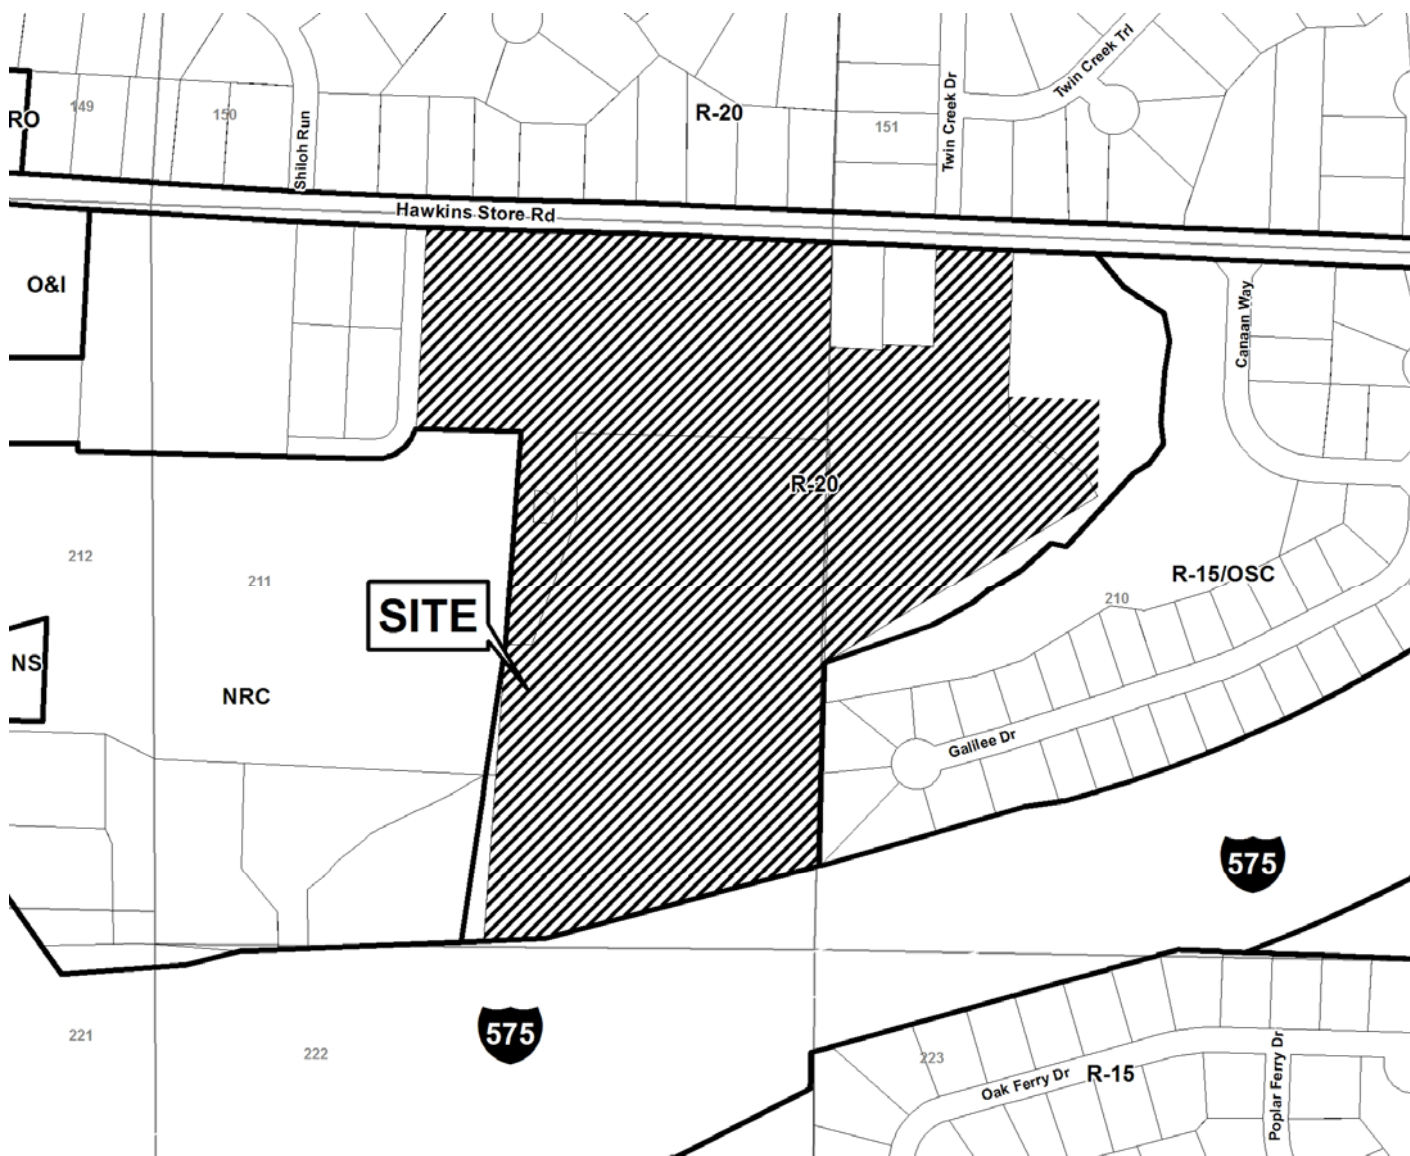 Twin Creek Trl
149
150
R-20
RO
151
Twin Creek Dr
Shiloh Run
Hawkins Store Rd
O&I
Canaan Way
R-20
212
211
R-15/OSC
210
SITE
NS
NRC
Galilee Dr
575
575
221
222
223
R-15
Oak Ferry Dr
Poplar Ferry Dr